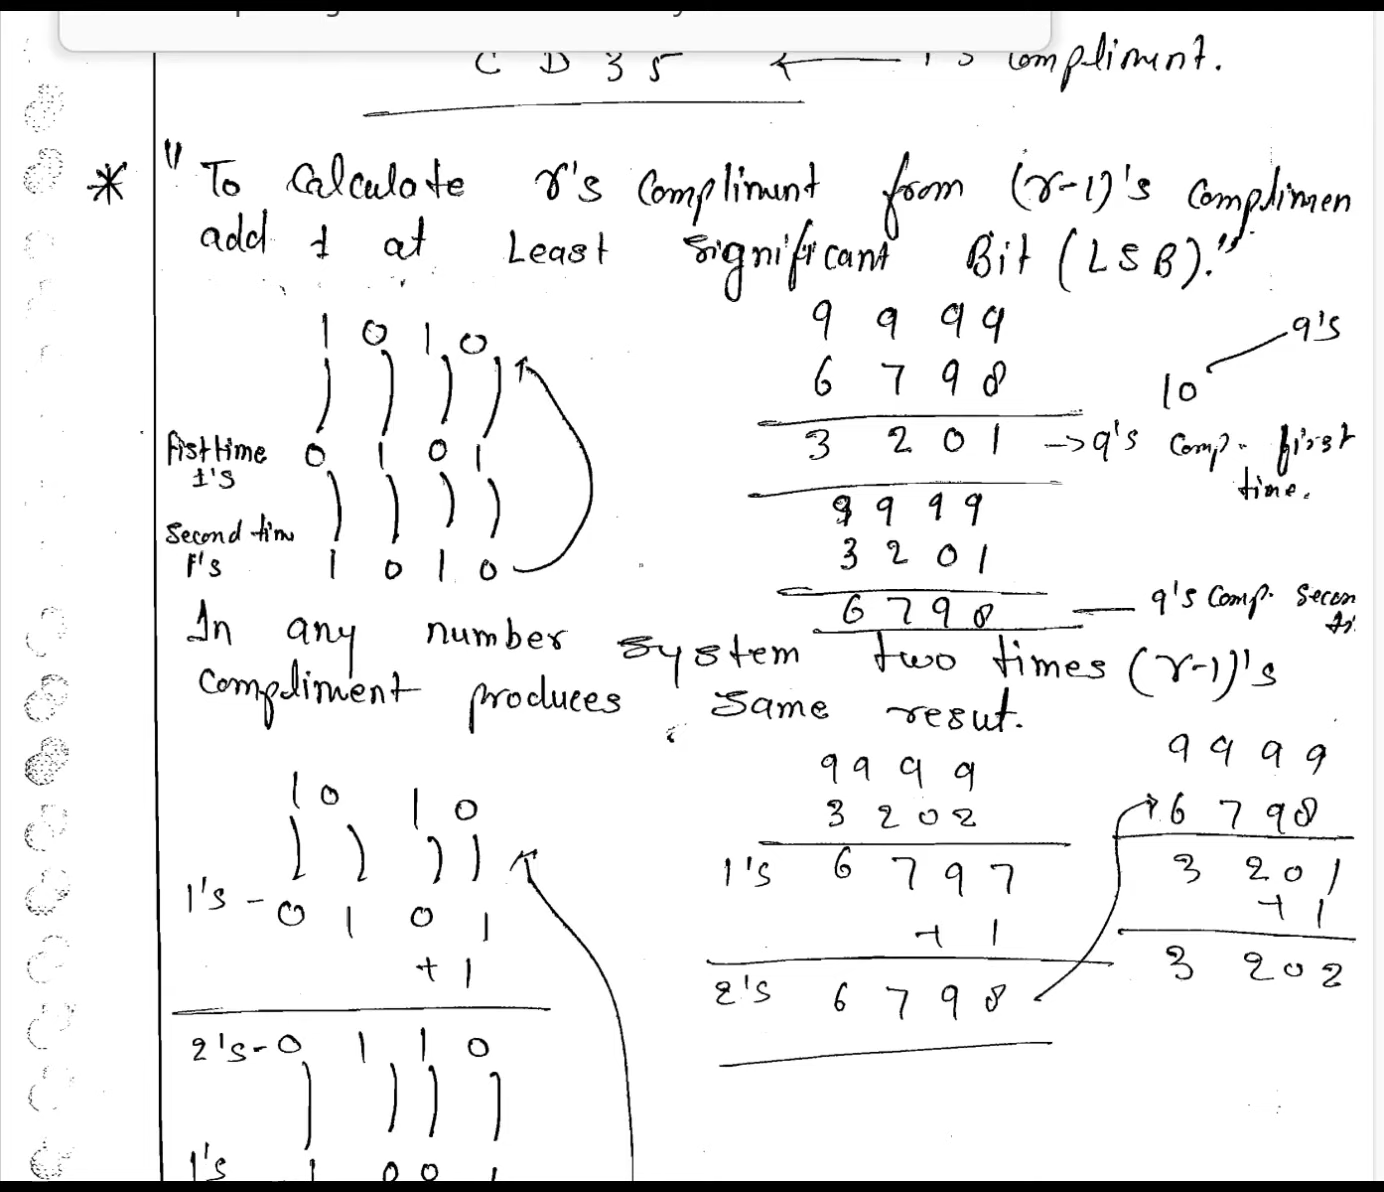 C D 3 5 ← 's compliment.
* "To Calculate r's Compliment from (r-1)'s Complimen
add 1 at Least Significant Bit (LSB)."
1 0 1 0
fisttime 0 1 0 1
1's
Second tim
1's 1 0 1 0
9 9 9 9
6 7 9 8
3 2 0 1 -> 9's Comp. first
time.
9 9 9 9
3 2 0 1
6 7 9 8 — 9's Comp. Secon
10 9's
In any number System two times (r-1)'s
Compliment produces Same resut.
1 0 1 0
1's - 0 1 0 1
+ 1
2's - 0 1 1 0
1's 1 0 0 1
9 9 9 9
3 2 0 2
1's 6 7 9 7
+ 1
2's 6 7 9 8
9 9 9 9
6 7 9 8
3 2 0 1
+ 1
3 2 0 2